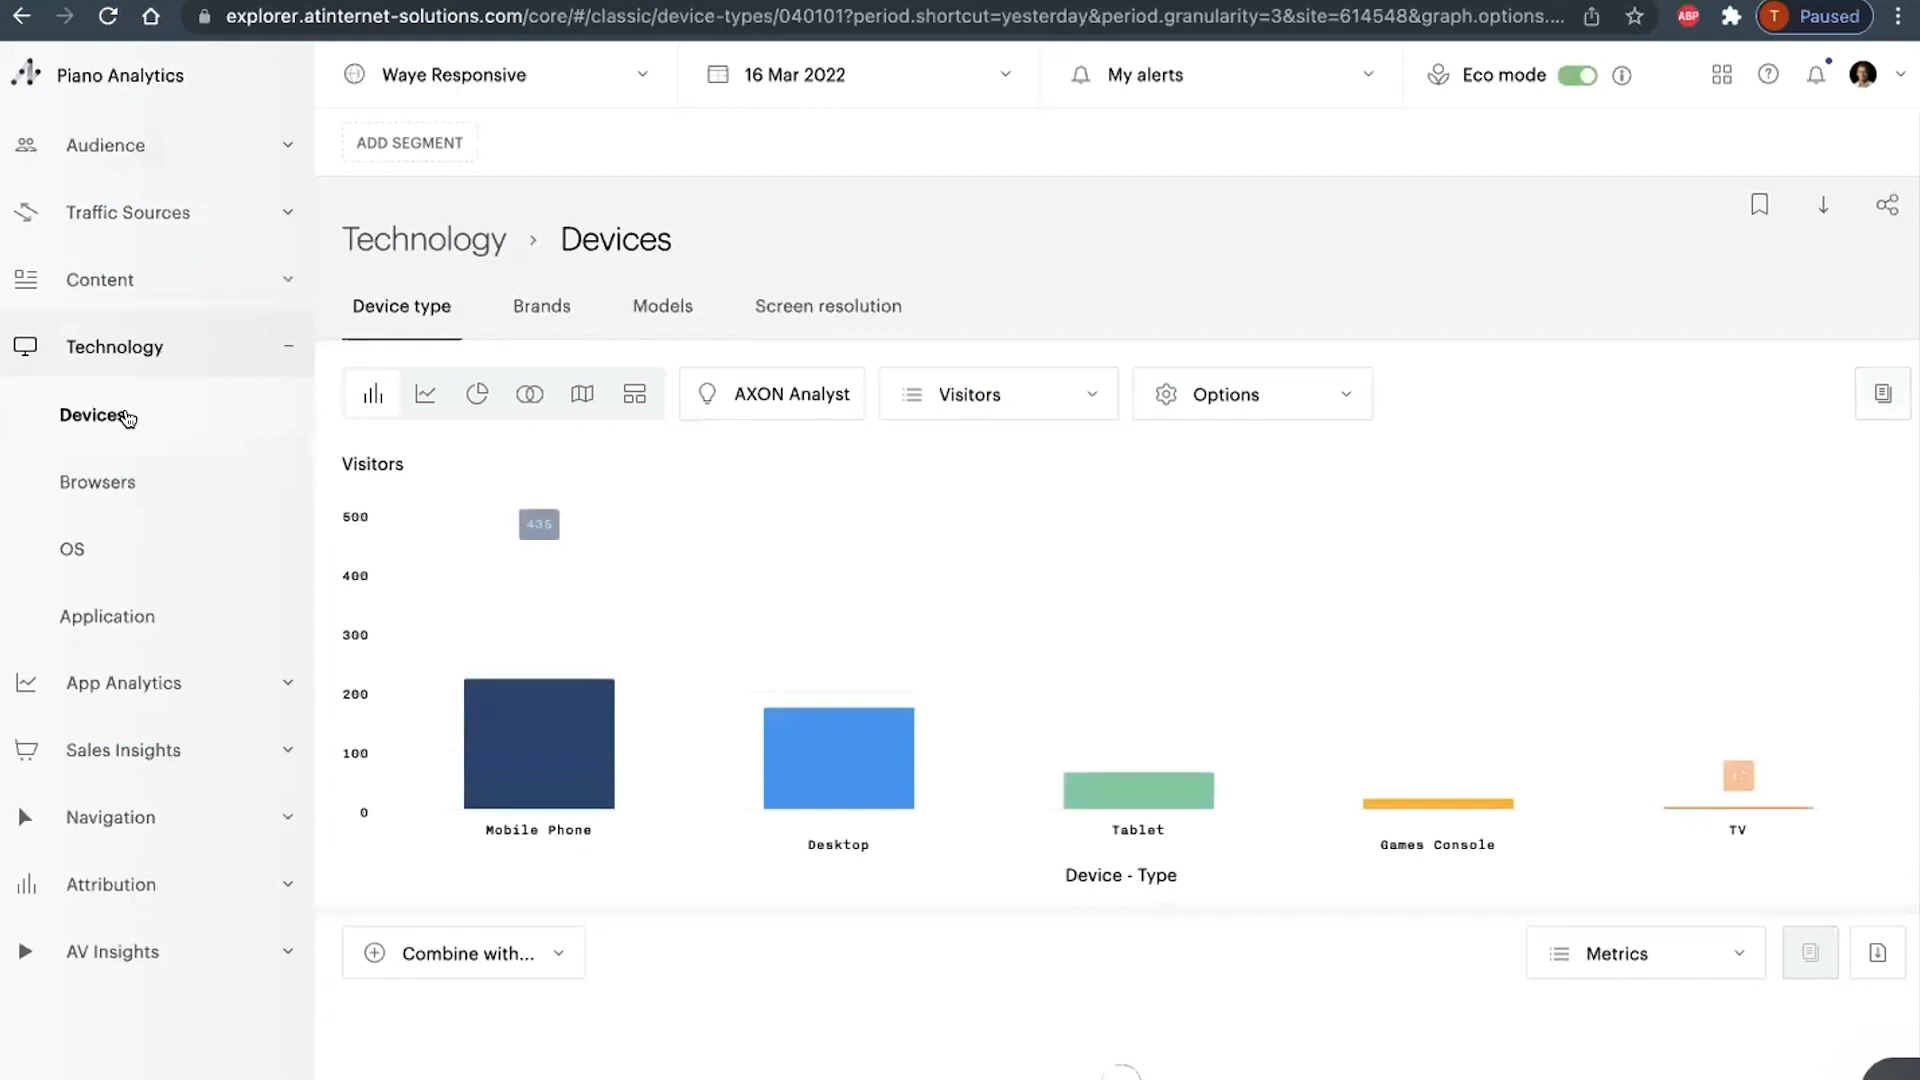 explorer.atinternet-solutions.com/core/#/classic/device-types/040101?period.shortcut=yesterday&period.granularity=3&site=614548&graph.options....
ABP
T
Paused
Piano Analytics
Waye Responsive
16 Mar 2022
My alerts
Eco mode
Audience
Traffic Sources
Content
Technology
Devices
Browsers
OS
Application
App Analytics
Sales Insights
Navigation
Attribution
AV Insights
ADD SEGMENT
Technology > Devices
Device type
Brands
Models
Screen resolution
AXON Analyst
Visitors
Options
Visitors
500
400
300
200
100
0
435
Mobile Phone
Desktop
Tablet
Games Console
TV
Device - Type
Combine with...
Metrics